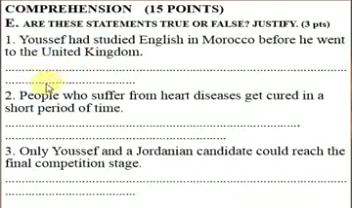 COMPREHENSION (15 POINTS)
E. ARE THESE STATEMENTS TRUE OR FALSE? JUSTIFY. (3 pts)
1. Youssef had studied English in Morocco before he went
to the United Kingdom.
................................................................................
..............................
2. People who suffer from heart diseases get cured in a
short period of time.
......................................................................
....................................................
3. Only Youssef and a Jordanian candidate could reach the
final competition stage.
................................................................................
..............................